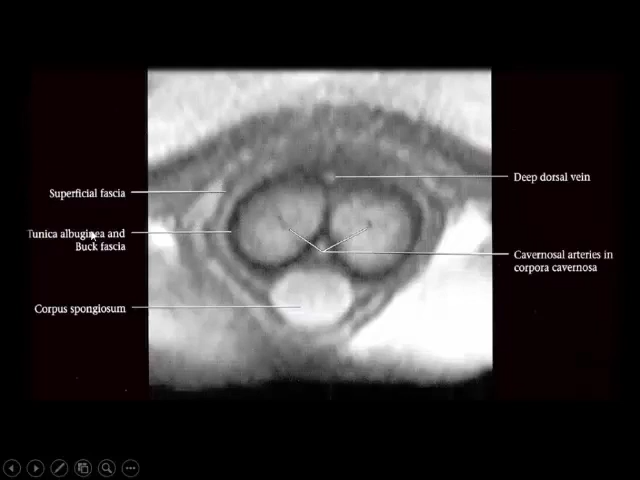 Superficial fascia
Tunica albuginea and
Buck fascia
Corpus spongiosum
Deep dorsal vein
Cavernosal arteries in
corpora cavernosa